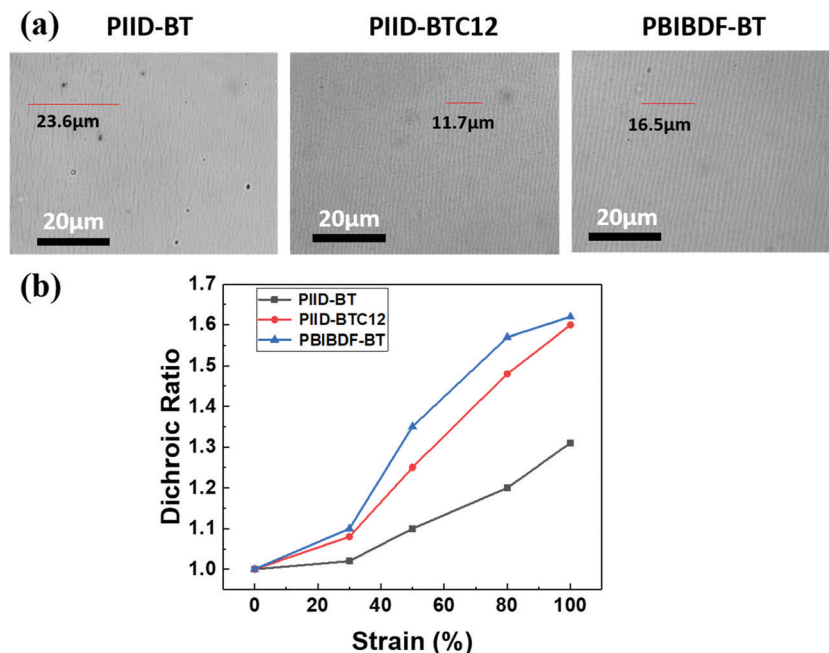 (a)
PIID-BT
PIID-BTC12
PBIBDF-BT
23.6μm
11.7μm
16.5μm
20μm
20μm
20μm
(b)
1.7
1.6
1.5
1.4
1.3
1.2
1.1
1.0
Dichroic Ratio
PIID-BT
PIID-BTC12
PBIBDF-BT
0
20
40
60
80
100
Strain (%)